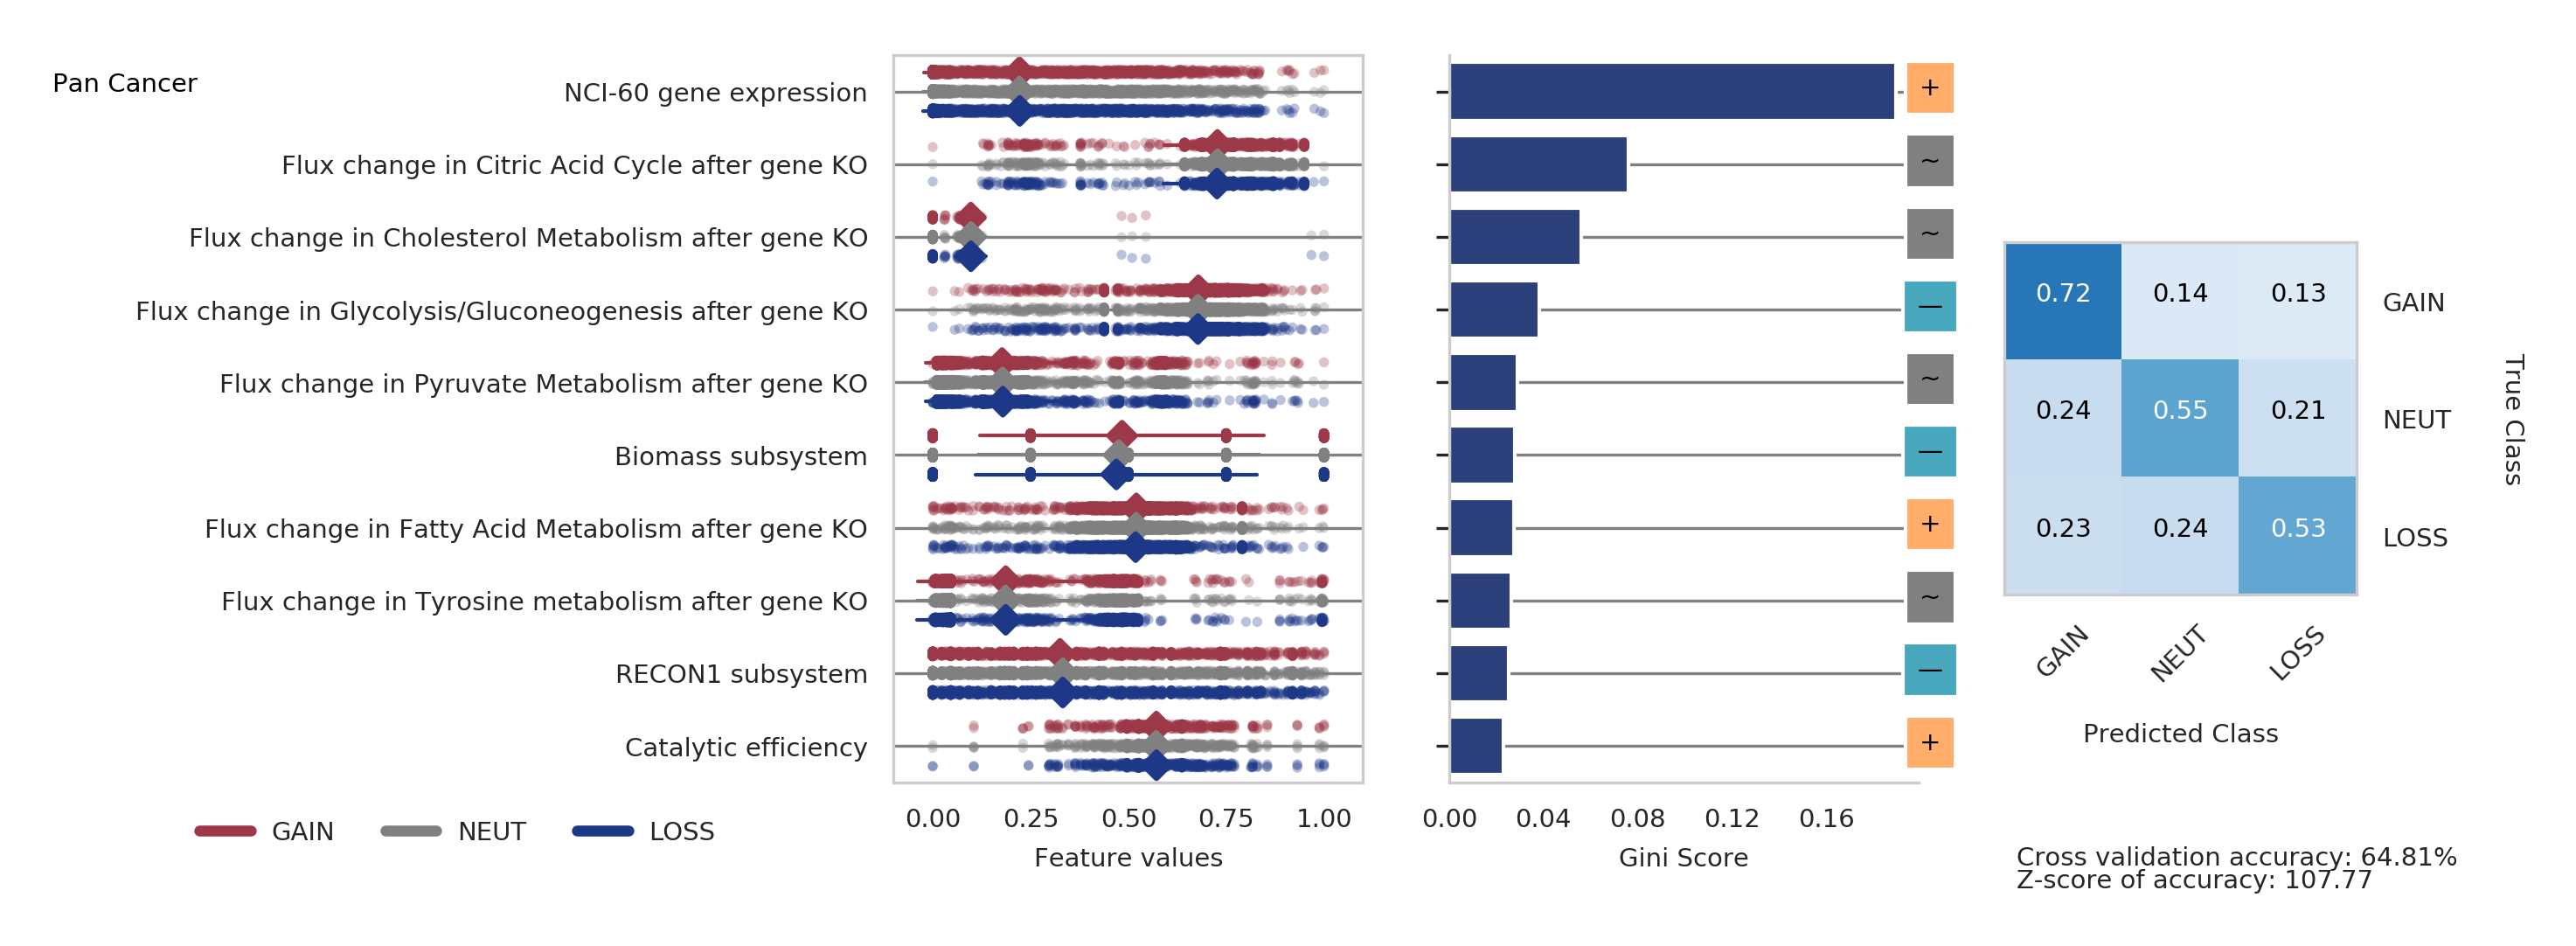 Pan Cancer
NCI-60 gene expression
Flux change in Citric Acid Cycle after gene KO
Flux change in Cholesterol Metabolism after gene KO
Flux change in Glycolysis/Gluconeogenesis after gene KO
Flux change in Pyruvate Metabolism after gene KO
Biomass subsystem
Flux change in Fatty Acid Metabolism after gene KO
Flux change in Tyrosine metabolism after gene KO
RECON1 subsystem
Catalytic efficiency
GAIN NEUT LOSS
0.00 0.25 0.50 0.75 1.00
Feature values
+
~
~
—
~
—
+
~
—
+
0.00 0.04 0.08 0.12 0.16
Gini Score
0.72 0.14 0.13 GAIN
0.24 0.55 0.21 NEUT
0.23 0.24 0.53 LOSS
True Class
GAIN NEUT LOSS
Predicted Class
Cross validation accuracy: 64.81%
Z-score of accuracy: 107.77